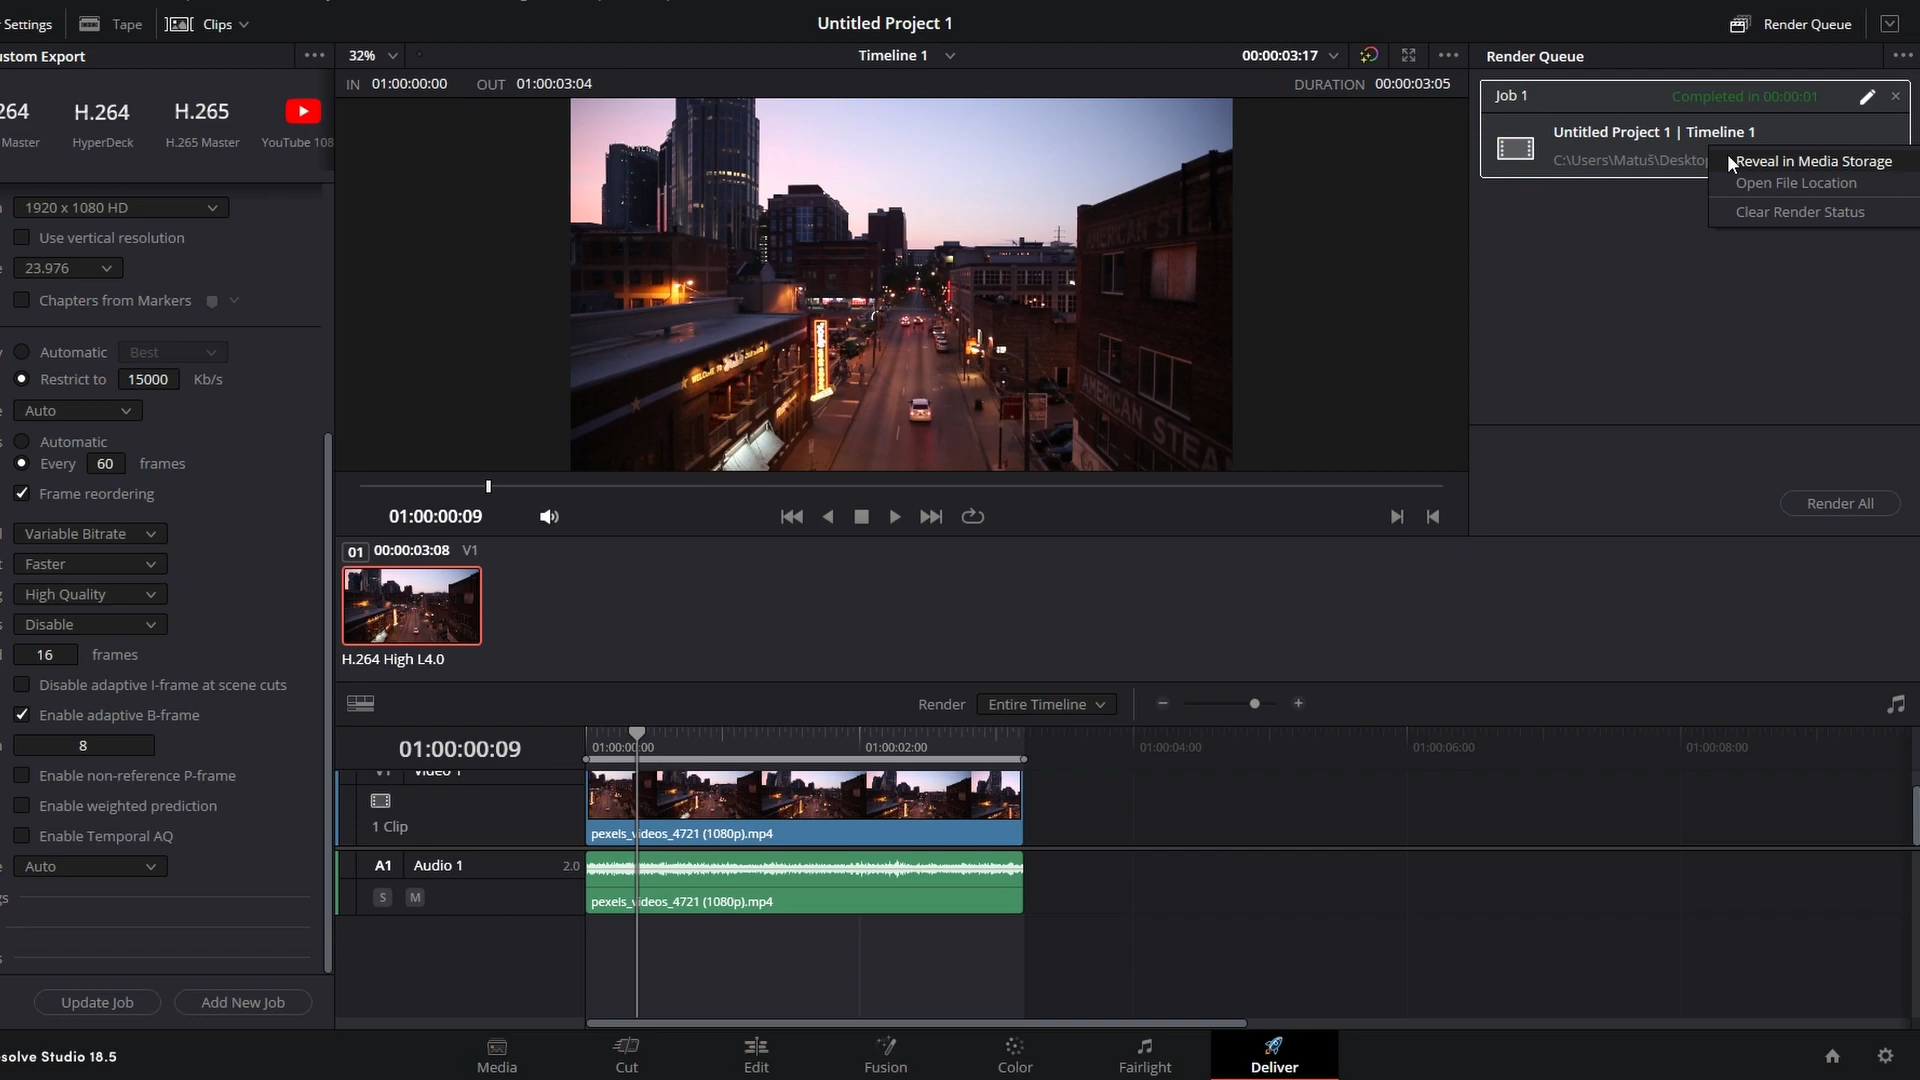 Settings
Tape
Clips
Untitled Project 1
Render Queue
ustom Export
32%
Timeline 1
00:00:03:17
Render Queue
IN 01:00:00:00 OUT 01:00:03:04
DURATION 00:00:03:05
264
Master
H.264
HyperDeck
H.265
H.265 Master
YouTube 108
Job 1
Completed in 00:00:01
Untitled Project 1 | Timeline 1
C:\Users\Matuš\Desktop
Reveal in Media Storage
Open File Location
Clear Render Status
1920 x 1080 HD
Use vertical resolution
23.976
Chapters from Markers
Automatic Best
Restrict to 15000 Kb/s
Auto
Automatic
Every 60 frames
Frame reordering
Variable Bitrate
Faster
High Quality
Disable
16 frames
Disable adaptive I-frame at scene cuts
Enable adaptive B-frame
8
Enable non-reference P-frame
Enable weighted prediction
Enable Temporal AQ
Auto
Update Job
Add New Job
AMERICAN STE
AMERICAN STEA
WELCOME TO
01:00:00:09
Render All
01 00:00:03:08 V1
H.264 High L4.0
Render Entire Timeline
01:00:00:09
01:00:00:00
01:00:02:00
01:00:04:00
01:00:06:00
01:00:08:00
V1 Video 1
1 Clip
pexels_videos_4721 (1080p).mp4
A1 Audio 1 2.0
S M
pexels_videos_4721 (1080p).mp4
solve Studio 18.5
Media
Cut
Edit
Fusion
Color
Fairlight
Deliver